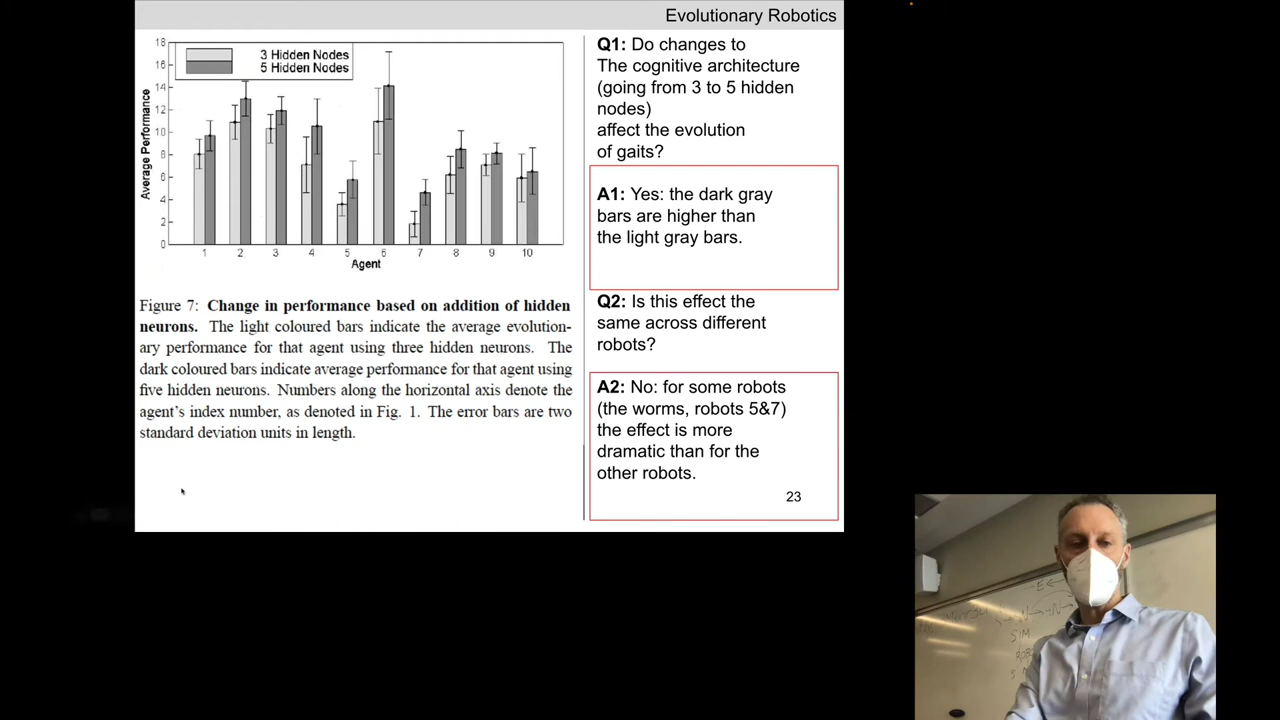 Evolutionary Robotics
18
16
14
12
10
8
6
4
2
0
Average Performance
3 Hidden Nodes
5 Hidden Nodes
1 2 3 4 5 6 7 8 9 10
Agent
Figure 7: Change in performance based on addition of hidden
neurons. The light coloured bars indicate the average evolution-
ary performance for that agent using three hidden neurons. The
dark coloured bars indicate average performance for that agent using
five hidden neurons. Numbers along the horizontal axis denote the
agent's index number, as denoted in Fig. 1. The error bars are two
standard deviation units in length.
Q1: Do changes to
The cognitive architecture
(going from 3 to 5 hidden
nodes)
affect the evolution
of gaits?
A1: Yes: the dark gray
bars are higher than
the light gray bars.
Q2: Is this effect the
same across different
robots?
A2: No: for some robots
(the worms, robots 5&7)
the effect is more
dramatic than for the
other robots.
23